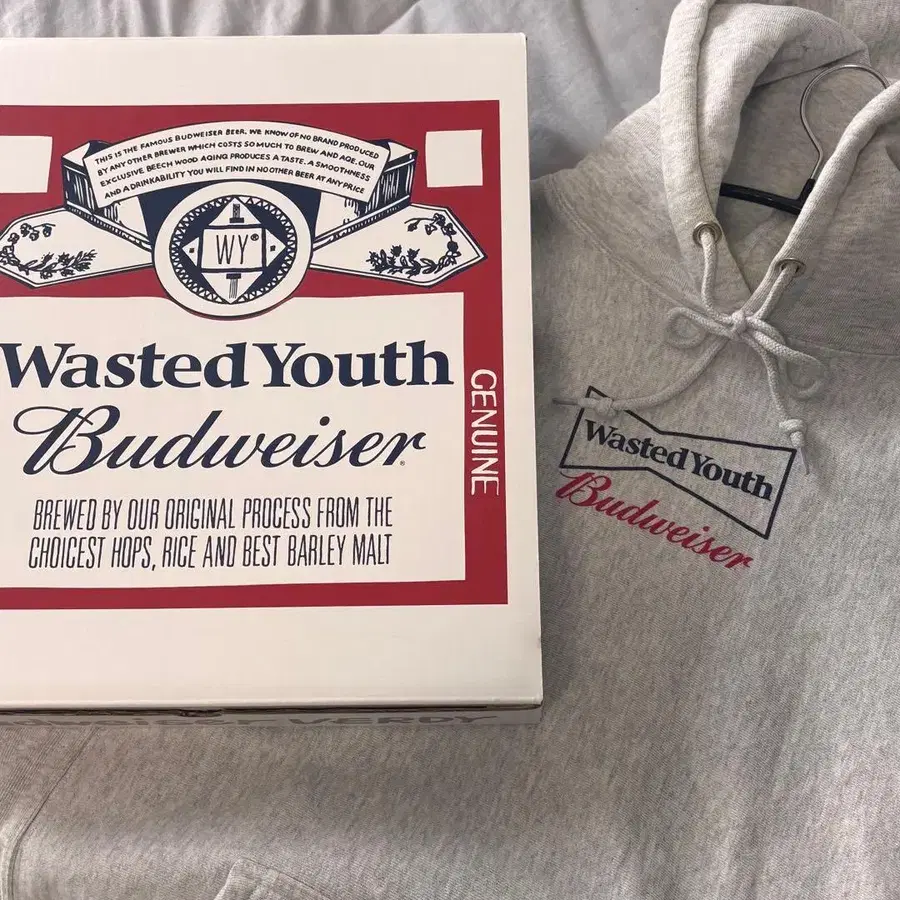 THIS IS THE FAMOUS BUDWEISER BEER. WE KNOW OF NO BRAND PRODUCED
BY ANY OTHER BREWER WHICH COSTS SO MUCH TO BREW AND AGE. OUR
EXCLUSIVE BEECH WOOD AGING PRODUCES A TASTE. A SMOOTHNESS
AND A DRINKABILITY YOU WILL FIND IN NO OTHER BEER AT ANY PRICE
WY®
Wasted Youth
Budweiser®
GENUINE
BREWED BY OUR ORIGINAL PROCESS FROM THE
CHOICEST HOPS, RICE AND BEST BARLEY MALT
VERDY
Wasted Youth
Budweiser